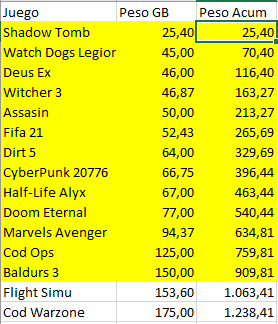 Juego Peso GB Peso Acum
Shadow Tomb 25,40 25,40
Watch Dogs Legior 45,00 70,40
Deus Ex 46,00 116,40
Witcher 3 46,87 163,27
Assasin 50,00 213,27
Fifa 21 52,43 265,69
Dirt 5 64,00 329,69
CyberPunk 20776 66,75 396,44
Half-Life Alyx 67,00 463,44
Doom Eternal 77,00 540,44
Marvels Avenger 94,37 634,81
Cod Ops 125,00 759,81
Baldurs 3 150,00 909,81
Flight Simu 153,60 1.063,41
Cod Warzone 175,00 1.238,41